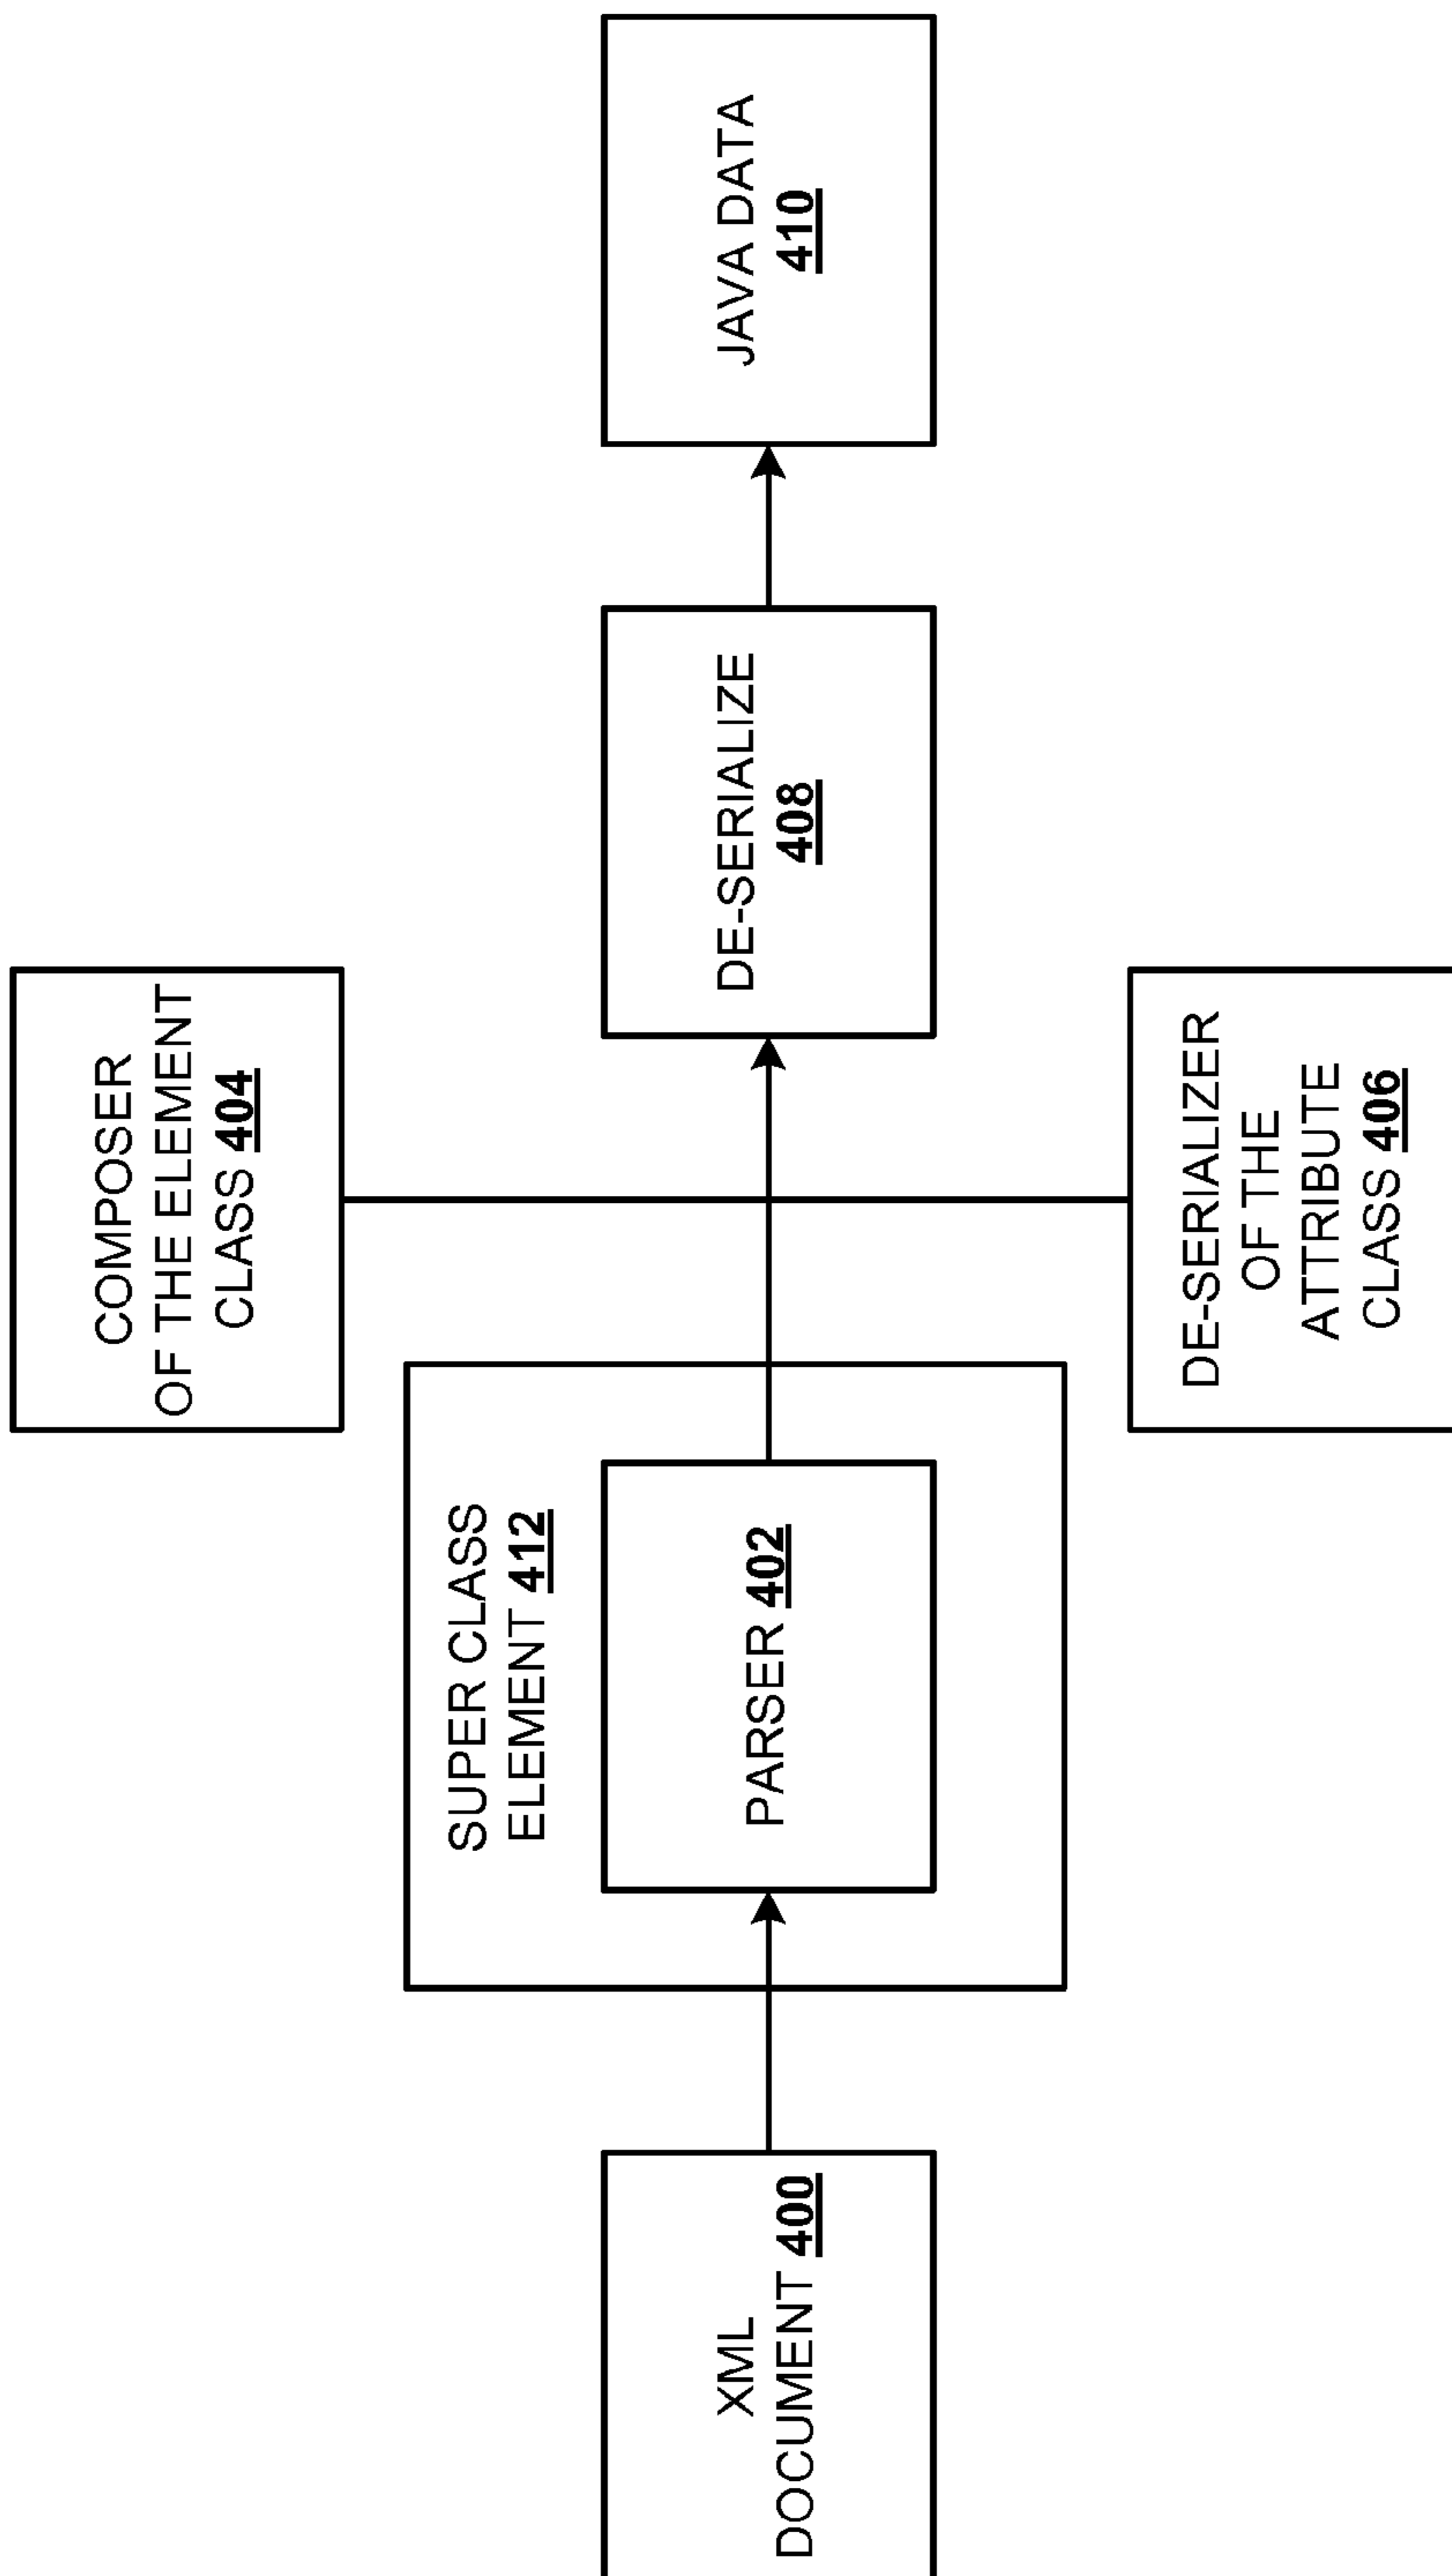 XML
DOCUMENT 400
SUPER CLASS
ELEMENT 412
PARSER 402
COMPOSER
OF THE ELEMENT
CLASS 404
DE-SERIALIZER
OF THE
ATTRIBUTE
CLASS 406
DE-SERIALIZE
408
JAVA DATA
410